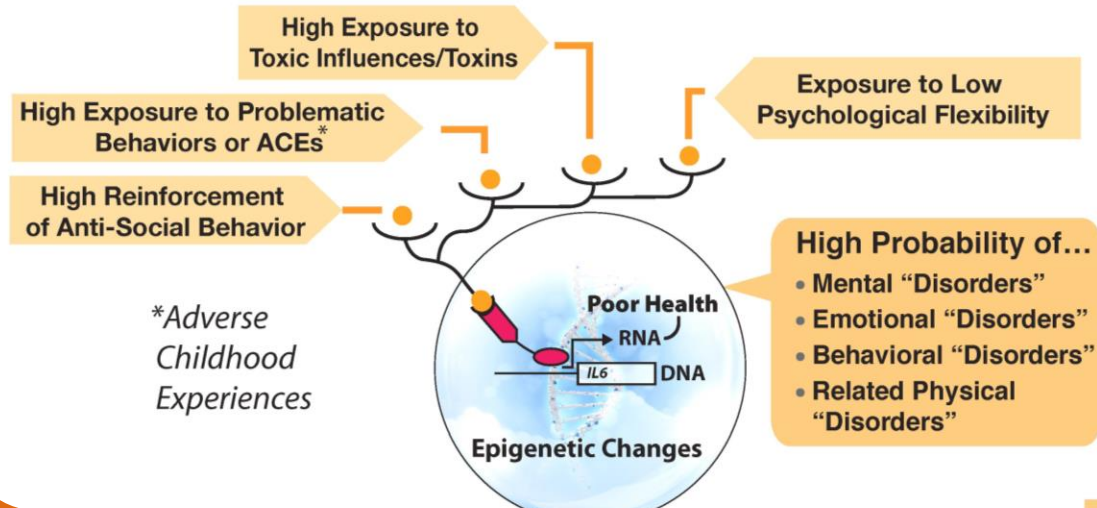 High Exposure to
Toxic Influences/Toxins
Exposure to Low
Psychological Flexibility
High Exposure to Problematic
Behaviors or ACEs*
High Reinforcement
of Anti-Social Behavior
*Adverse
Childhood
Experiences
Poor Health
RNA
IL6 DNA
Epigenetic Changes
High Probability of…
• Mental “Disorders”
• Emotional “Disorders”
• Behavioral “Disorders”
• Related Physical
“Disorders”